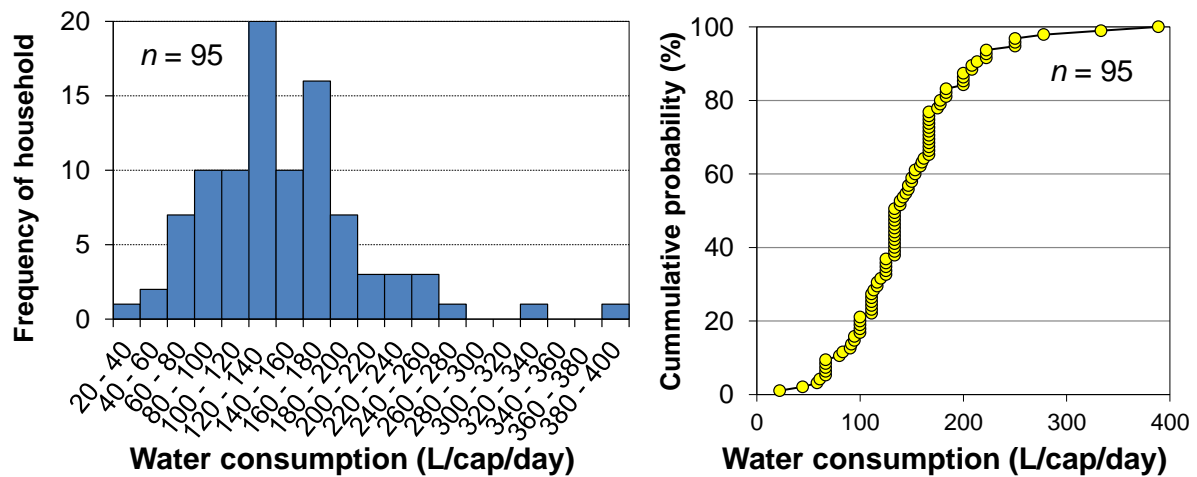 Frequency of household
20
15
10
5
0
n = 95
20 - 40
40 - 60
60 - 80
80 - 100
100 - 120
120 - 140
140 - 160
160 - 180
180 - 200
200 - 220
220 - 240
240 - 260
260 - 280
280 - 300
300 - 320
320 - 340
340 - 360
360 - 380
380 - 400
Water consumption (L/cap/day)
Cummulative probability (%)
100
80
60
40
20
0
n = 95
0
100
200
300
400
Water consumption (L/cap/day)